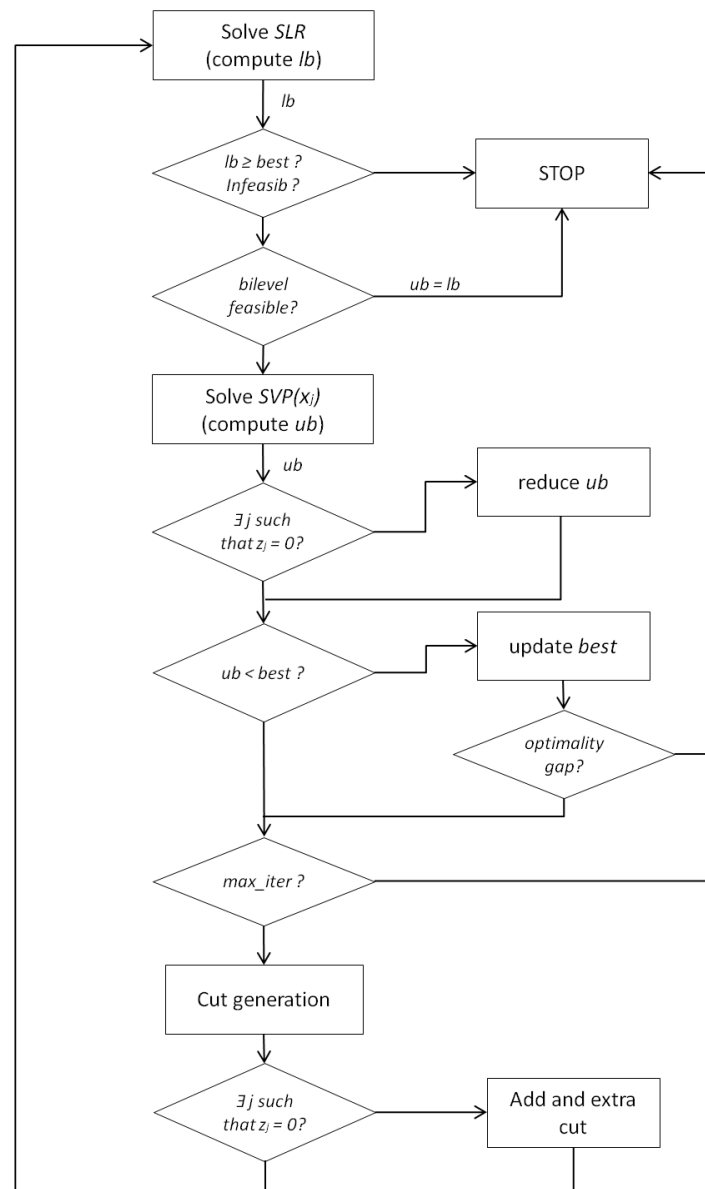 Solve SLR
(compute lb)
lb
lb ≥ best ?
Infeasib ?
STOP
bilevel
feasible?
ub = lb
Solve SVP(xⱼ)
(compute ub)
ub
∃ j such
that zⱼ = 0?
reduce ub
ub < best ?
update best
optimality
gap?
max_iter ?
Cut generation
∃ j such
that zⱼ = 0?
Add and extra
cut